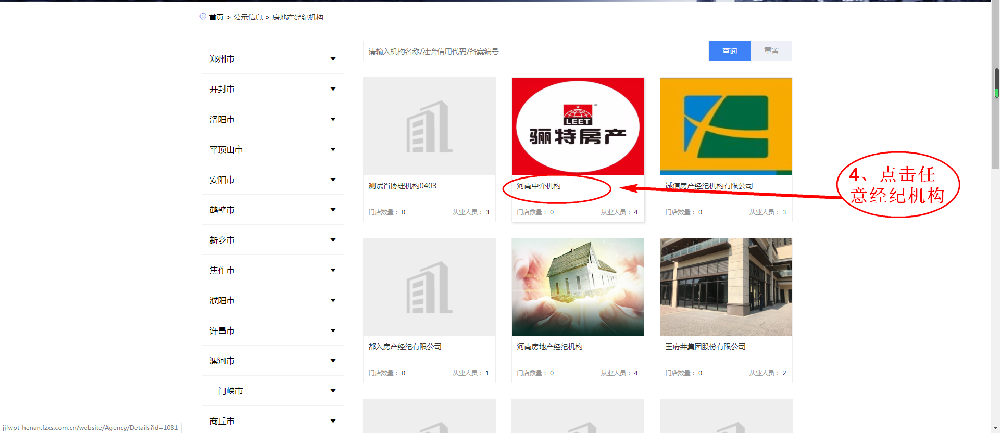 首页 > 公示信息 > 房地产经纪机构
郑州市
开封市
洛阳市
平顶山市
安阳市
鹤壁市
新乡市
焦作市
濮阳市
许昌市
漯河市
三门峡市
商丘市
请输入机构名称/社会信用代码/备案编号
查询
重置
LEET
骊特房产
测试省协理机构0403
门店数量： 0 从业人员： 3
河南中介机构
门店数量： 0 从业人员： 4
诚信房产经纪机构有限公司
门店数量： 0 从业人员： 3
4、点击任
意经纪机构
都入房产经纪有限公司
门店数量： 0 从业人员： 1
河南房地产经纪机构
门店数量： 0 从业人员： 4
王府井集团股份有限公司
门店数量： 0 从业人员： 2
jjfwpt-henan.fzxs.com.cn/website/Agency/Details?id=1081